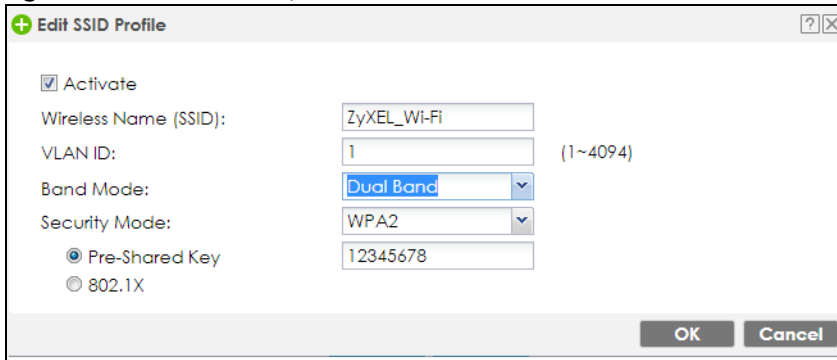 Edit SSID Profile
Activate
Wireless Name (SSID): ZyXEL_Wi-Fi
VLAN ID: 1 (1~4094)
Band Mode: Dual Band
Security Mode: WPA2
Pre-Shared Key 12345678
802.1X
OK Cancel